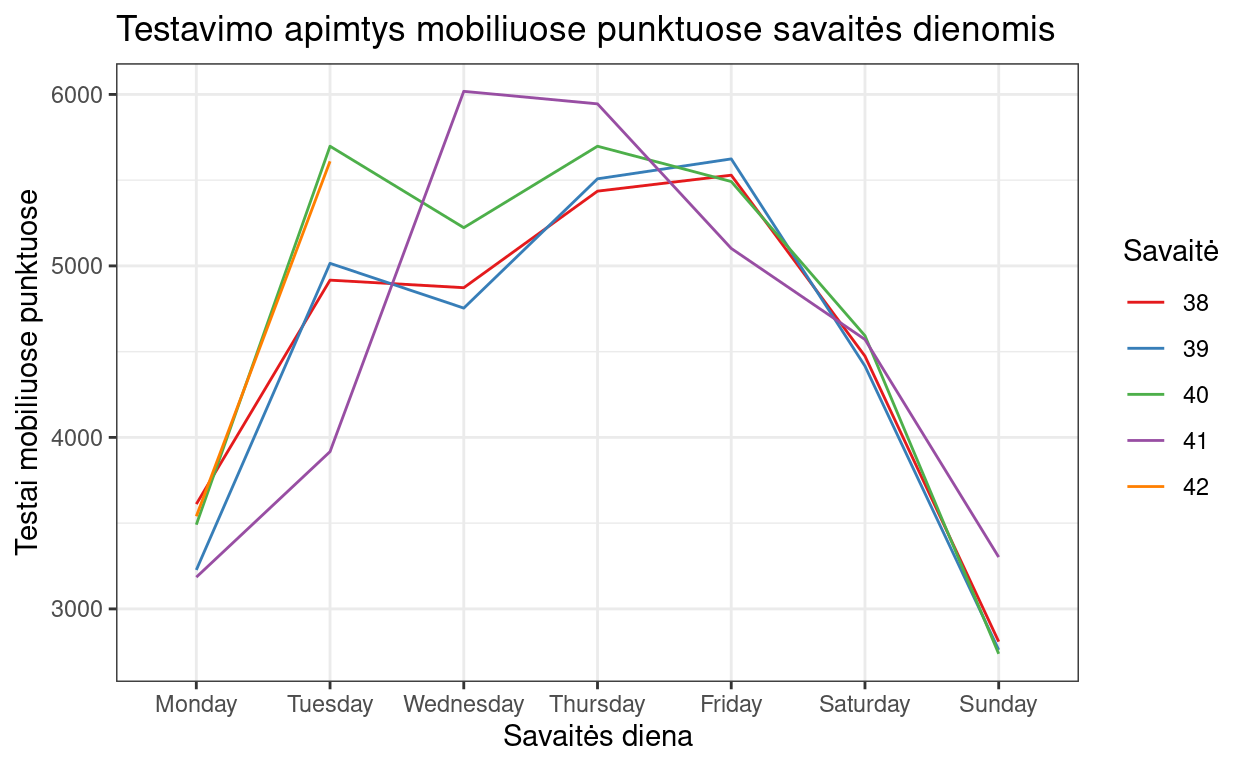 Testavimo apimtys mobiliuose punktuose savaitės dienomis
Testai mobiliuose punktuose
6000
5000
4000
3000
Monday
Tuesday
Wednesday
Thursday
Friday
Saturday
Sunday
Savaitės diena
Savaitė
38
39
40
41
42